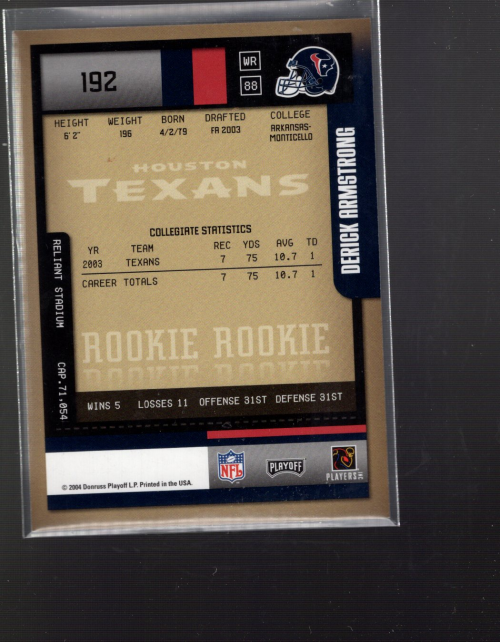 192
WR
88
HEIGHT WEIGHT BORN DRAFTED COLLEGE
6' 2" 196 4/2/79 FA 2003 ARKANSAS-
MONTICELLO
DERICK ARMSTRONG
HOUSTON
TEXANS
COLLEGIATE STATISTICS
YR TEAM REC YDS AVG TD
2003 TEXANS 7 75 10.7 1
CAREER TOTALS 7 75 10.7 1
RELIANT STADIUM CAP.71,054
ROOKIE ROOKIE
WINS 5 LOSSES 11 OFFENSE 31ST DEFENSE 31ST
NFL
PLAYOFF
PLAYERS INC
© 2004 Donruss Playoff L.P. Printed in the USA.